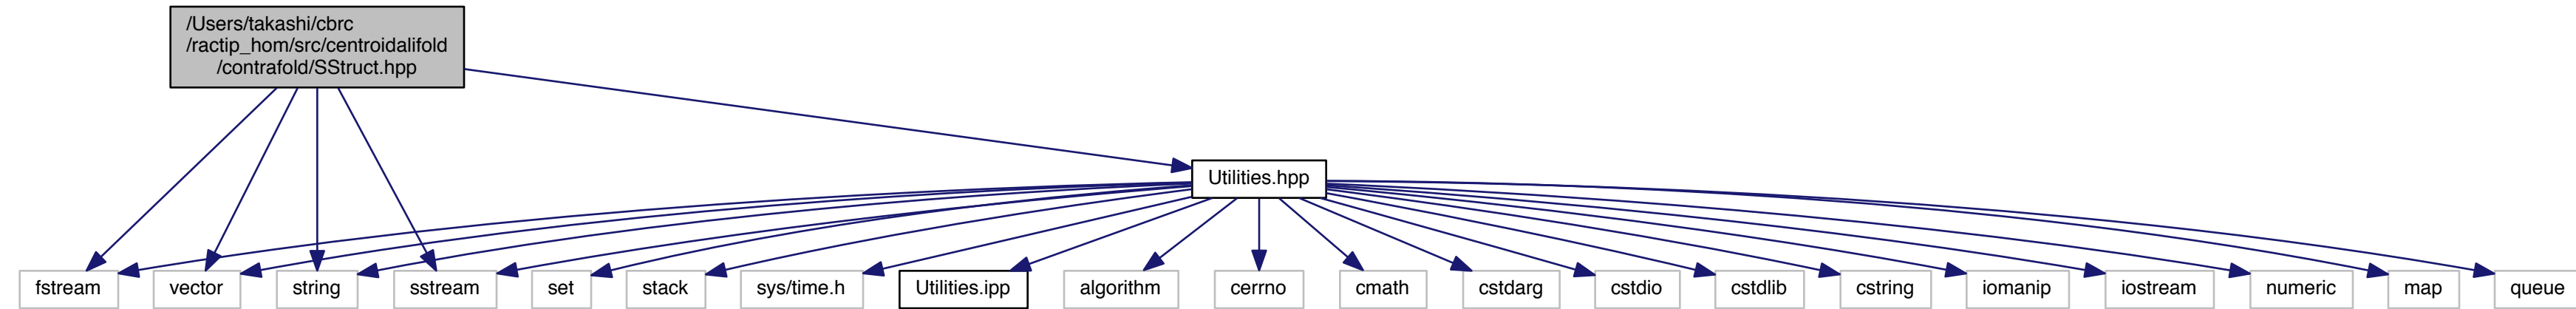 /Users/takashi/cbrc
/ractip_hom/src/centroidalifold
/contrafold/SStruct.hpp
Utilities.hpp
fstream
vector
string
sstream
set
stack
sys/time.h
Utilities.ipp
algorithm
cerrno
cmath
cstdarg
cstdio
cstdlib
cstring
iomanip
iostream
numeric
map
queue